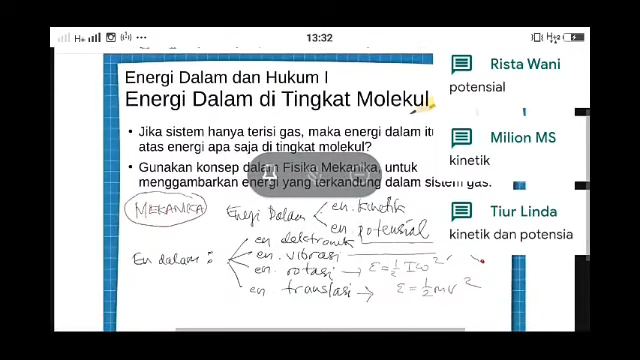 H+
13:32
H+2
Energi Dalam dan Hukum I
Energi Dalam di Tingkat Molekul
• Jika sistem hanya terisi gas, maka energi dalam itu
atas energi apa saja di tingkat molekul?
• Gunakan konsep dalam Fisika Mekanika, untuk
menggambarkan energi yang terkandung dalam sistem gas.
MEKANIKA
Energi Dalam
en. kinetik
en. potensial
En dalam :
en elektronik
en. vibrasi
en. rotasi → ε = 1/2 Iω²
en translasi → ε = 1/2 mv²
Rista Wani
potensial
Milion MS
kinetik
Tiur Linda
kinetik dan potensia